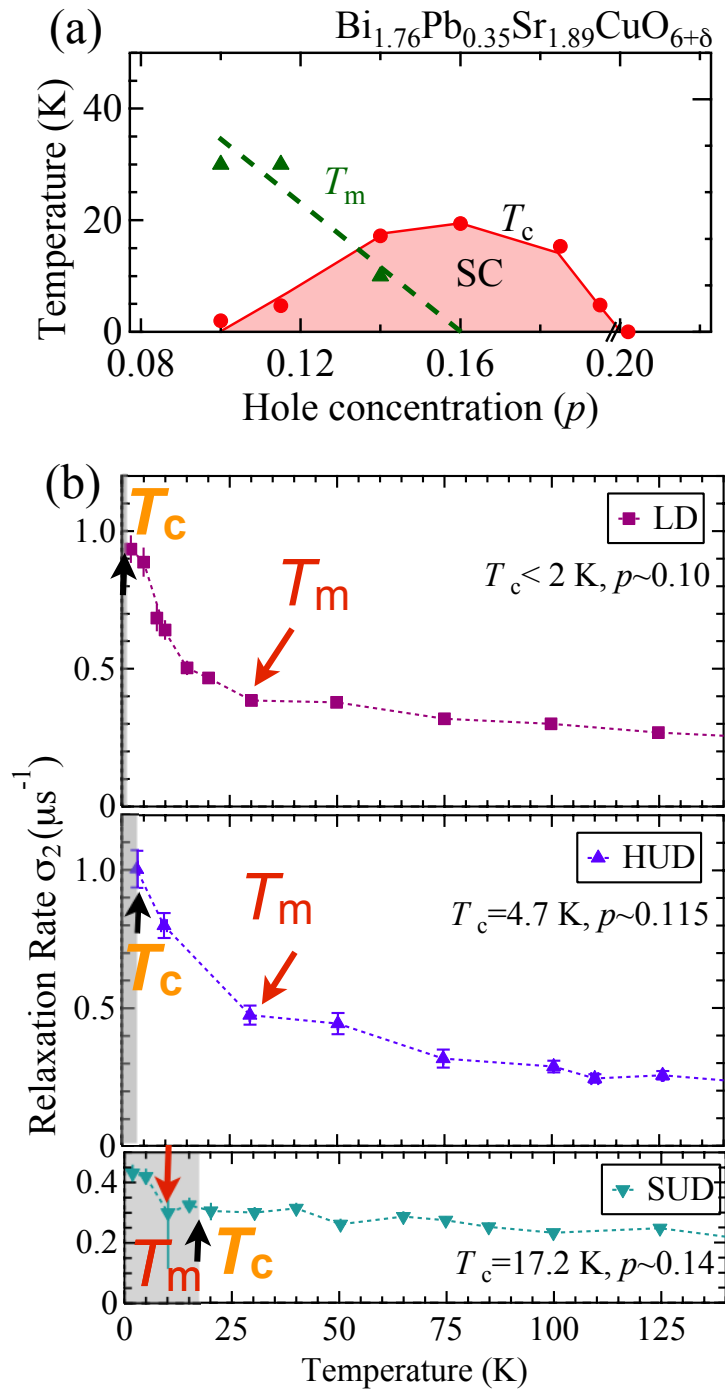 (a)
Bi1.76Pb0.35Sr1.89CuO6+δ
Temperature (K)
40
20
0
Tm
Tc
SC
0.08
0.12
0.16
0.20
Hole concentration (p)
(b)
Relaxation Rate σ2 (μs-1)
1.0
0.5
0
Tc
Tm
LD
Tc< 2 K, p~0.10
1.0
0.5
0
Tc
Tm
HUD
Tc=4.7 K, p~0.115
0.4
0.2
0
Tm
Tc
SUD
Tc=17.2 K, p~0.14
0
25
50
75
100
125
Temperature (K)